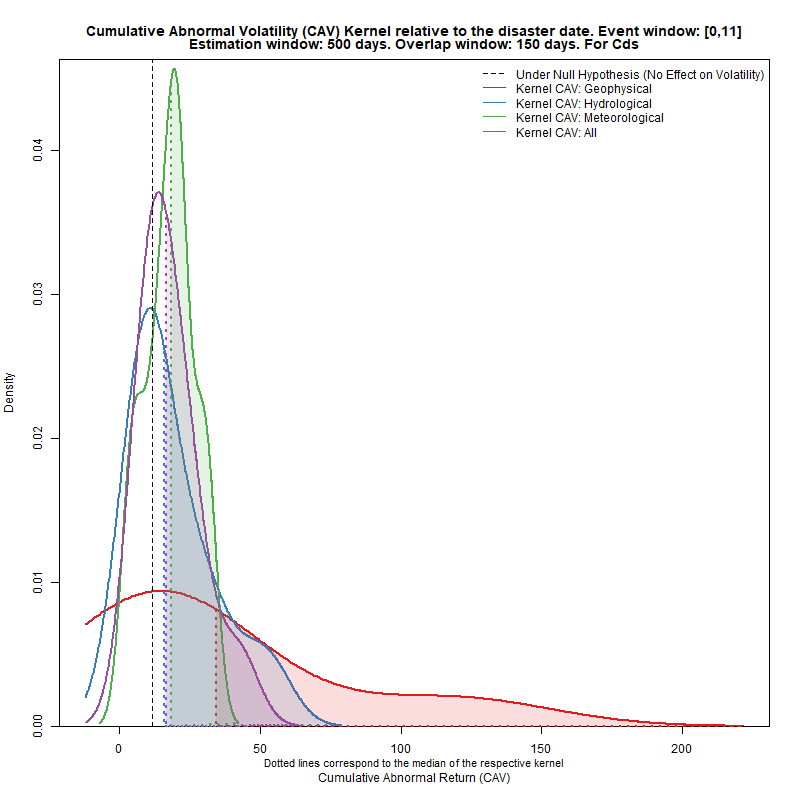 Cumulative Abnormal Volatility (CAV) Kernel relative to the disaster date. Event window: [0,11]
Estimation window: 500 days. Overlap window: 150 days. For Cds
Under Null Hypothesis (No Effect on Volatility)
Kernel CAV: Geophysical
Kernel CAV: Hydrological
Kernel CAV: Meteorological
Kernel CAV: All
Density
0.04
0.03
0.02
0.01
0.00
0 50 100 150 200
Dotted lines correspond to the median of the respective kernel
Cumulative Abnormal Return (CAV)